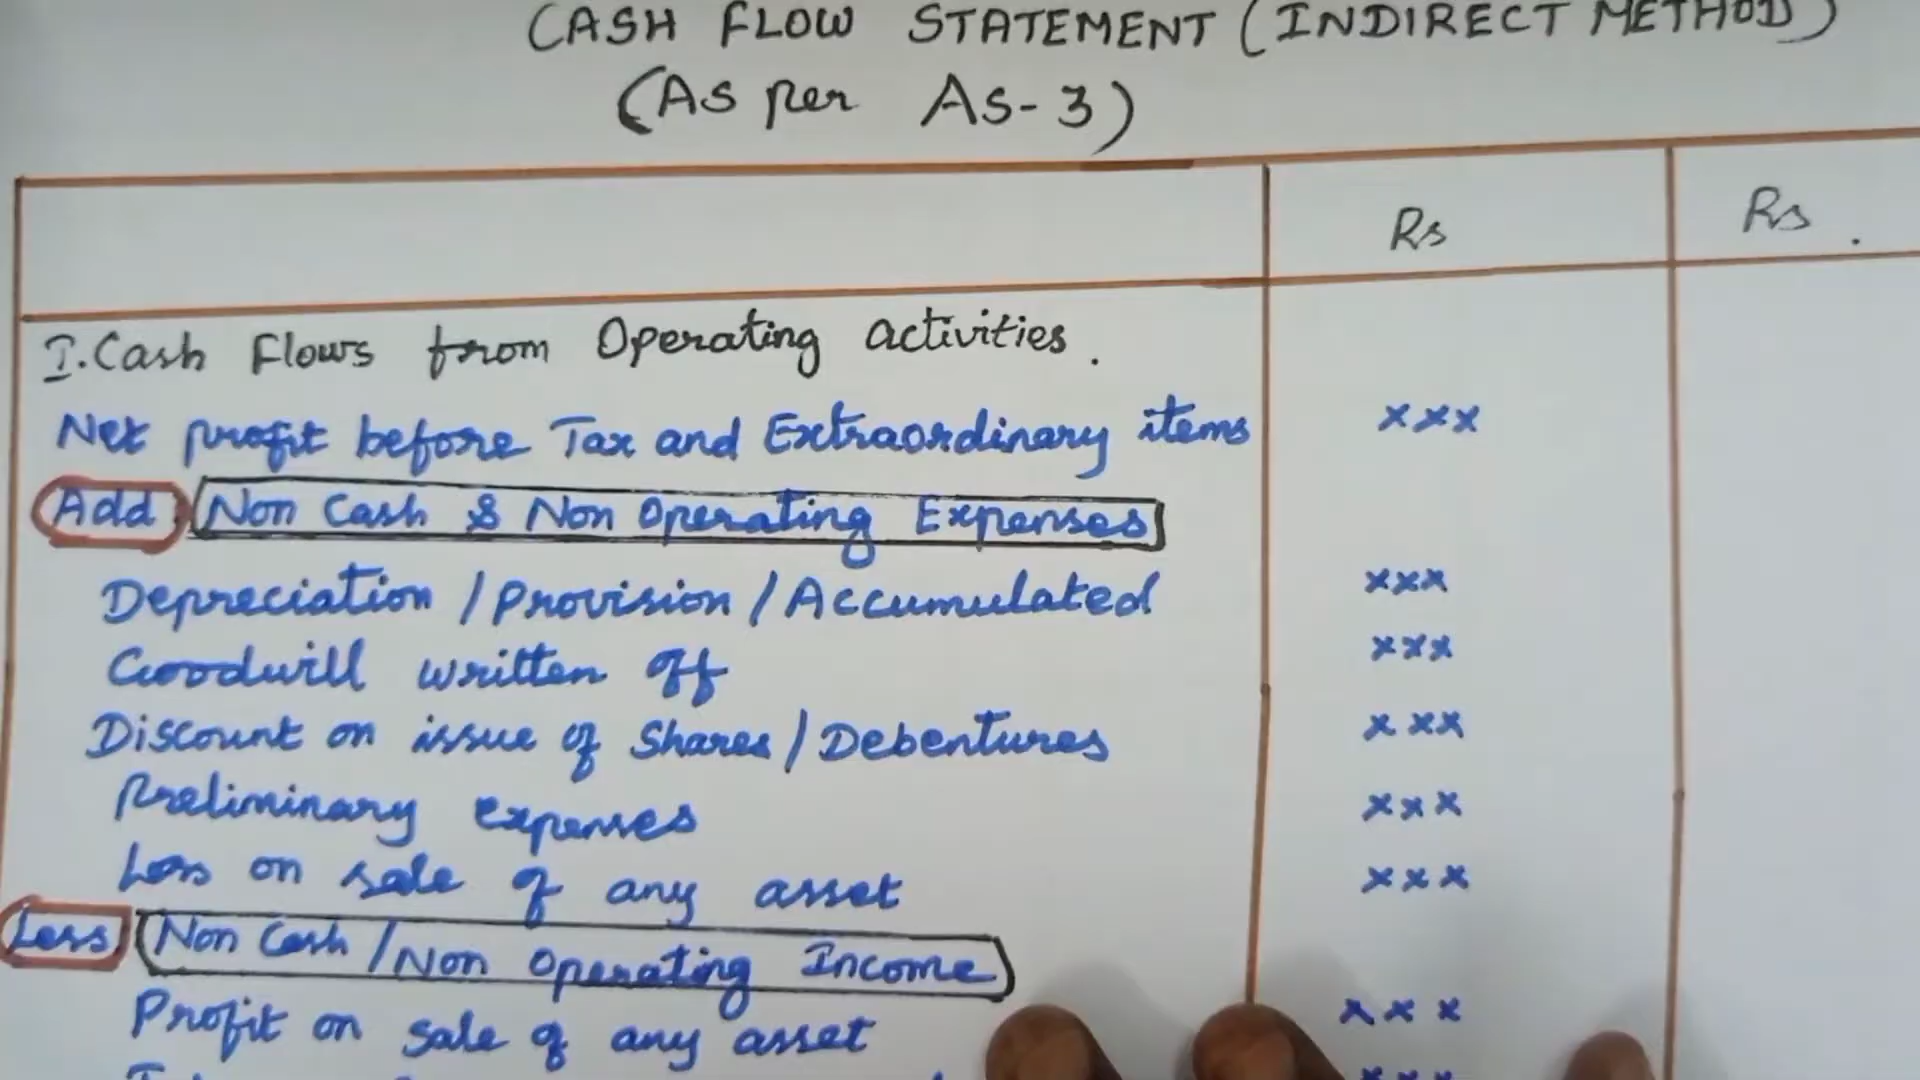 CASH FLOW STATEMENT (INDIRECT METHOD)
(As per As-3)
Rs Rs.
I. Cash Flows from Operating activities.
Net profit before Tax and Extraordinary items xxx
Add Non Cash & Non Operating Expenses
Depreciation / Provision / Accumulated xxx
Goodwill written off xxx
Discount on issue of Shares / Debentures xxx
Preliminary expenses xxx
Loss on sale of any asset xxx
Less Non Cash / Non Operating Income
Profit on sale of any asset xxx
xxx